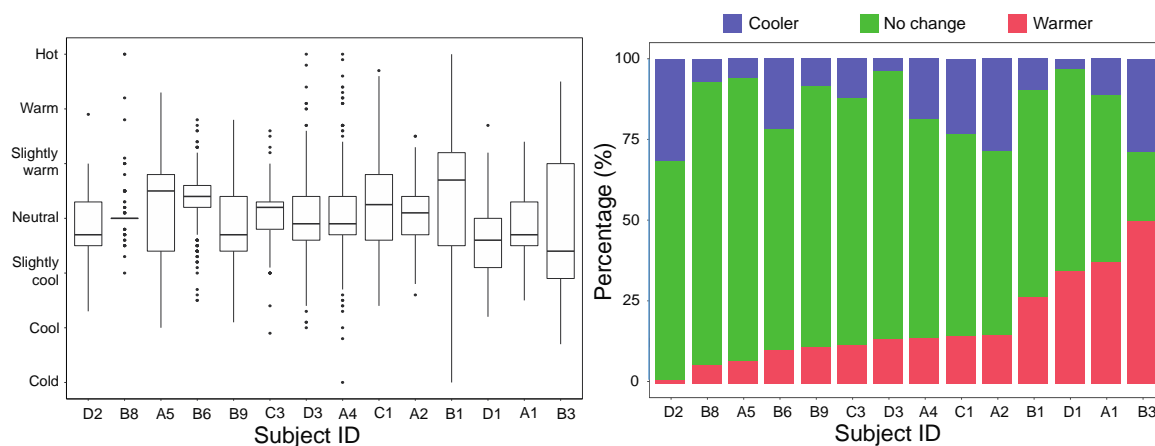 Hot
Warm
Slightly
warm
Neutral
Slightly
cool
Cool
Cold
D2 B8 A5 B6 B9 C3 D3 A4 C1 A2 B1 D1 A1 B3
Subject ID
Cooler No change Warmer
Percentage (%)
100
75
50
25
0
D2 B8 A5 B6 B9 C3 D3 A4 C1 A2 B1 D1 A1 B3
Subject ID